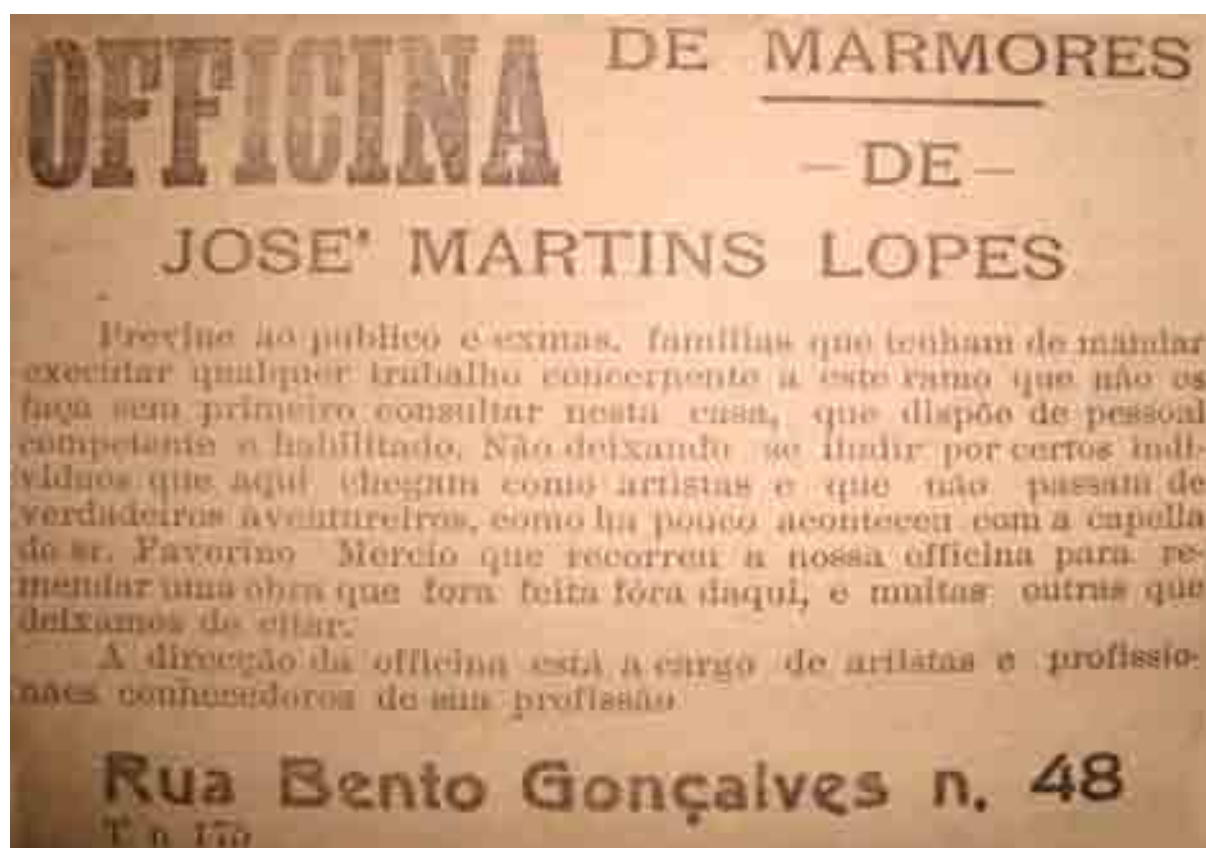 OFFICINA DE MARMORES
— DE —
JOSE' MARTINS LOPES
Previne ao publico e exmas. familias que tenham de mandar
executar qualquer trabalho concernente a este ramo que não os
faça sem primeiro consultar nesta casa, que dispõe de pessoal
competente e habilitado. Não deixando se iludir por certos indi-
viduos que aqui chegam como artistas e que não passam de
verdadeiros aventureiros, como ha pouco aconteceu com a capella
do sr. Favorino Mercio que recorreu a nossa officina para re-
mendar uma obra que fora feita fóra daqui, e muitas outras que
deixamos de citar.
A direcção da officina está a cargo de artistas e profissio-
naes conhecedores de sua profissão
Rua Bento Gonçalves n. 48
T. n.